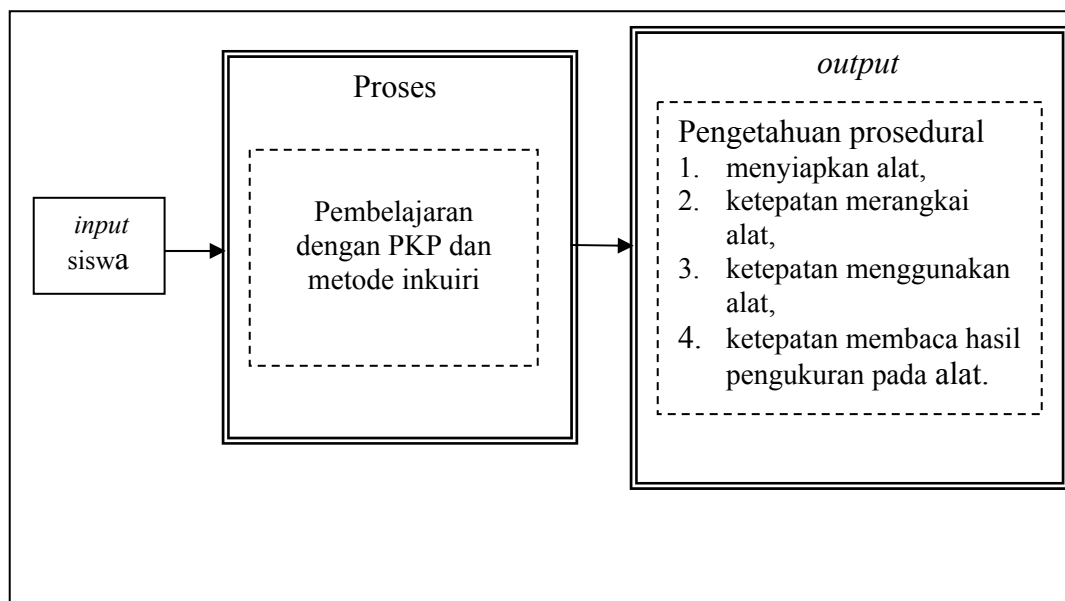 input
siswa
Proses
Pembelajaran
dengan PKP dan
metode inkuiri
output
Pengetahuan prosedural
1. menyiapkan alat,
2. ketepatan merangkai
alat,
3. ketepatan menggunakan
alat,
4. ketepatan membaca hasil
pengukuran pada alat.